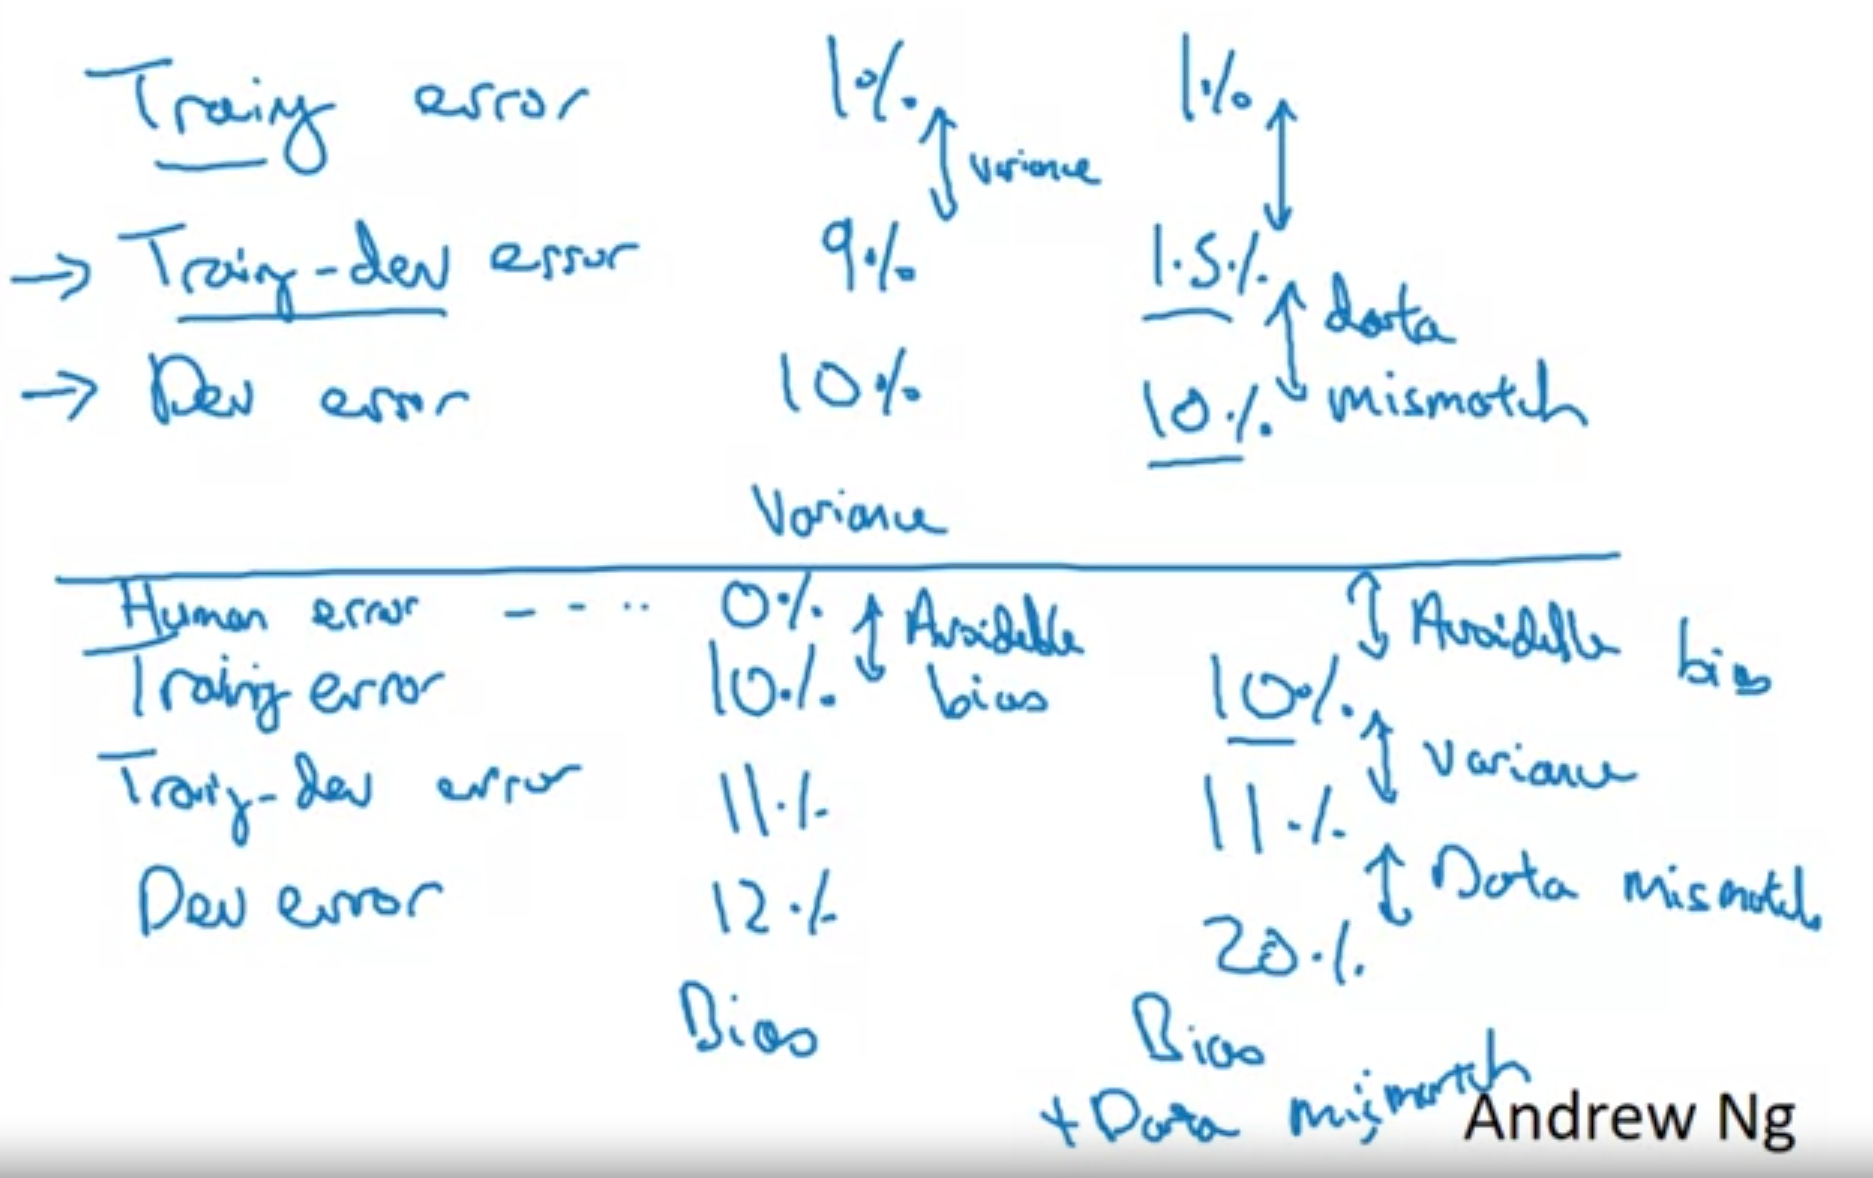 Training error 1% 1%
variance
Training-dev error 9% 1.5%
data
Dev error 10% 10% mismatch
Variance
Human error - - .. 0% Avoidable Avoidable bias
Training error 10% bias 10%
Variance
Training-dev error 11% 11%
Data mismatch
Dev error 12% 20%
Bias Bias
+ Data mismatch
Andrew Ng